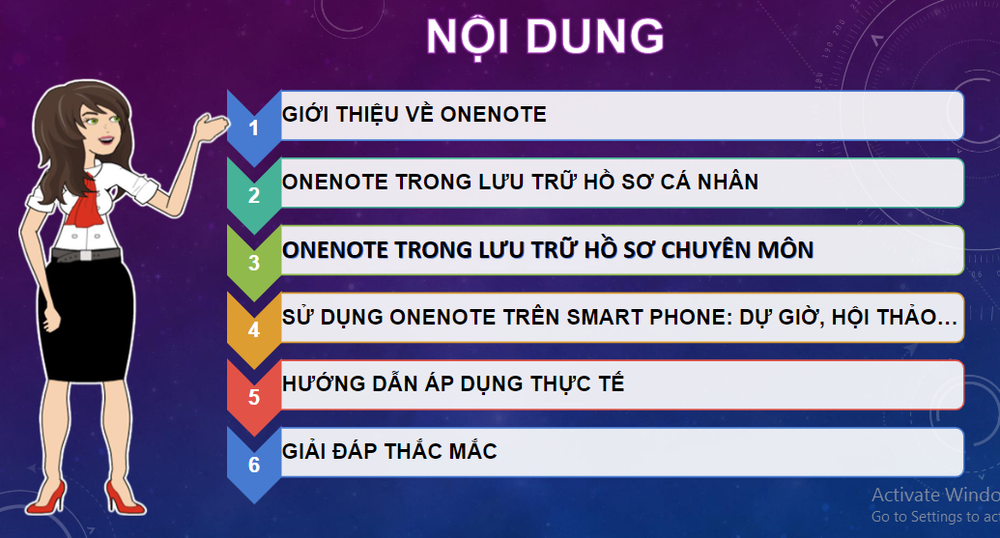 NỘI DUNG
1 GIỚI THIỆU VỀ ONENOTE
2 ONENOTE TRONG LƯU TRỮ HỒ SƠ CÁ NHÂN
3 ONENOTE TRONG LƯU TRỮ HỒ SƠ CHUYÊN MÔN
4 SỬ DỤNG ONENOTE TRÊN SMART PHONE: DỰ GIỜ, HỘI THẢO...
5 HƯỚNG DẪN ÁP DỤNG THỰC TẾ
6 GIẢI ĐÁP THẮC MẮC
Activate Windo
Go to Settings to ac